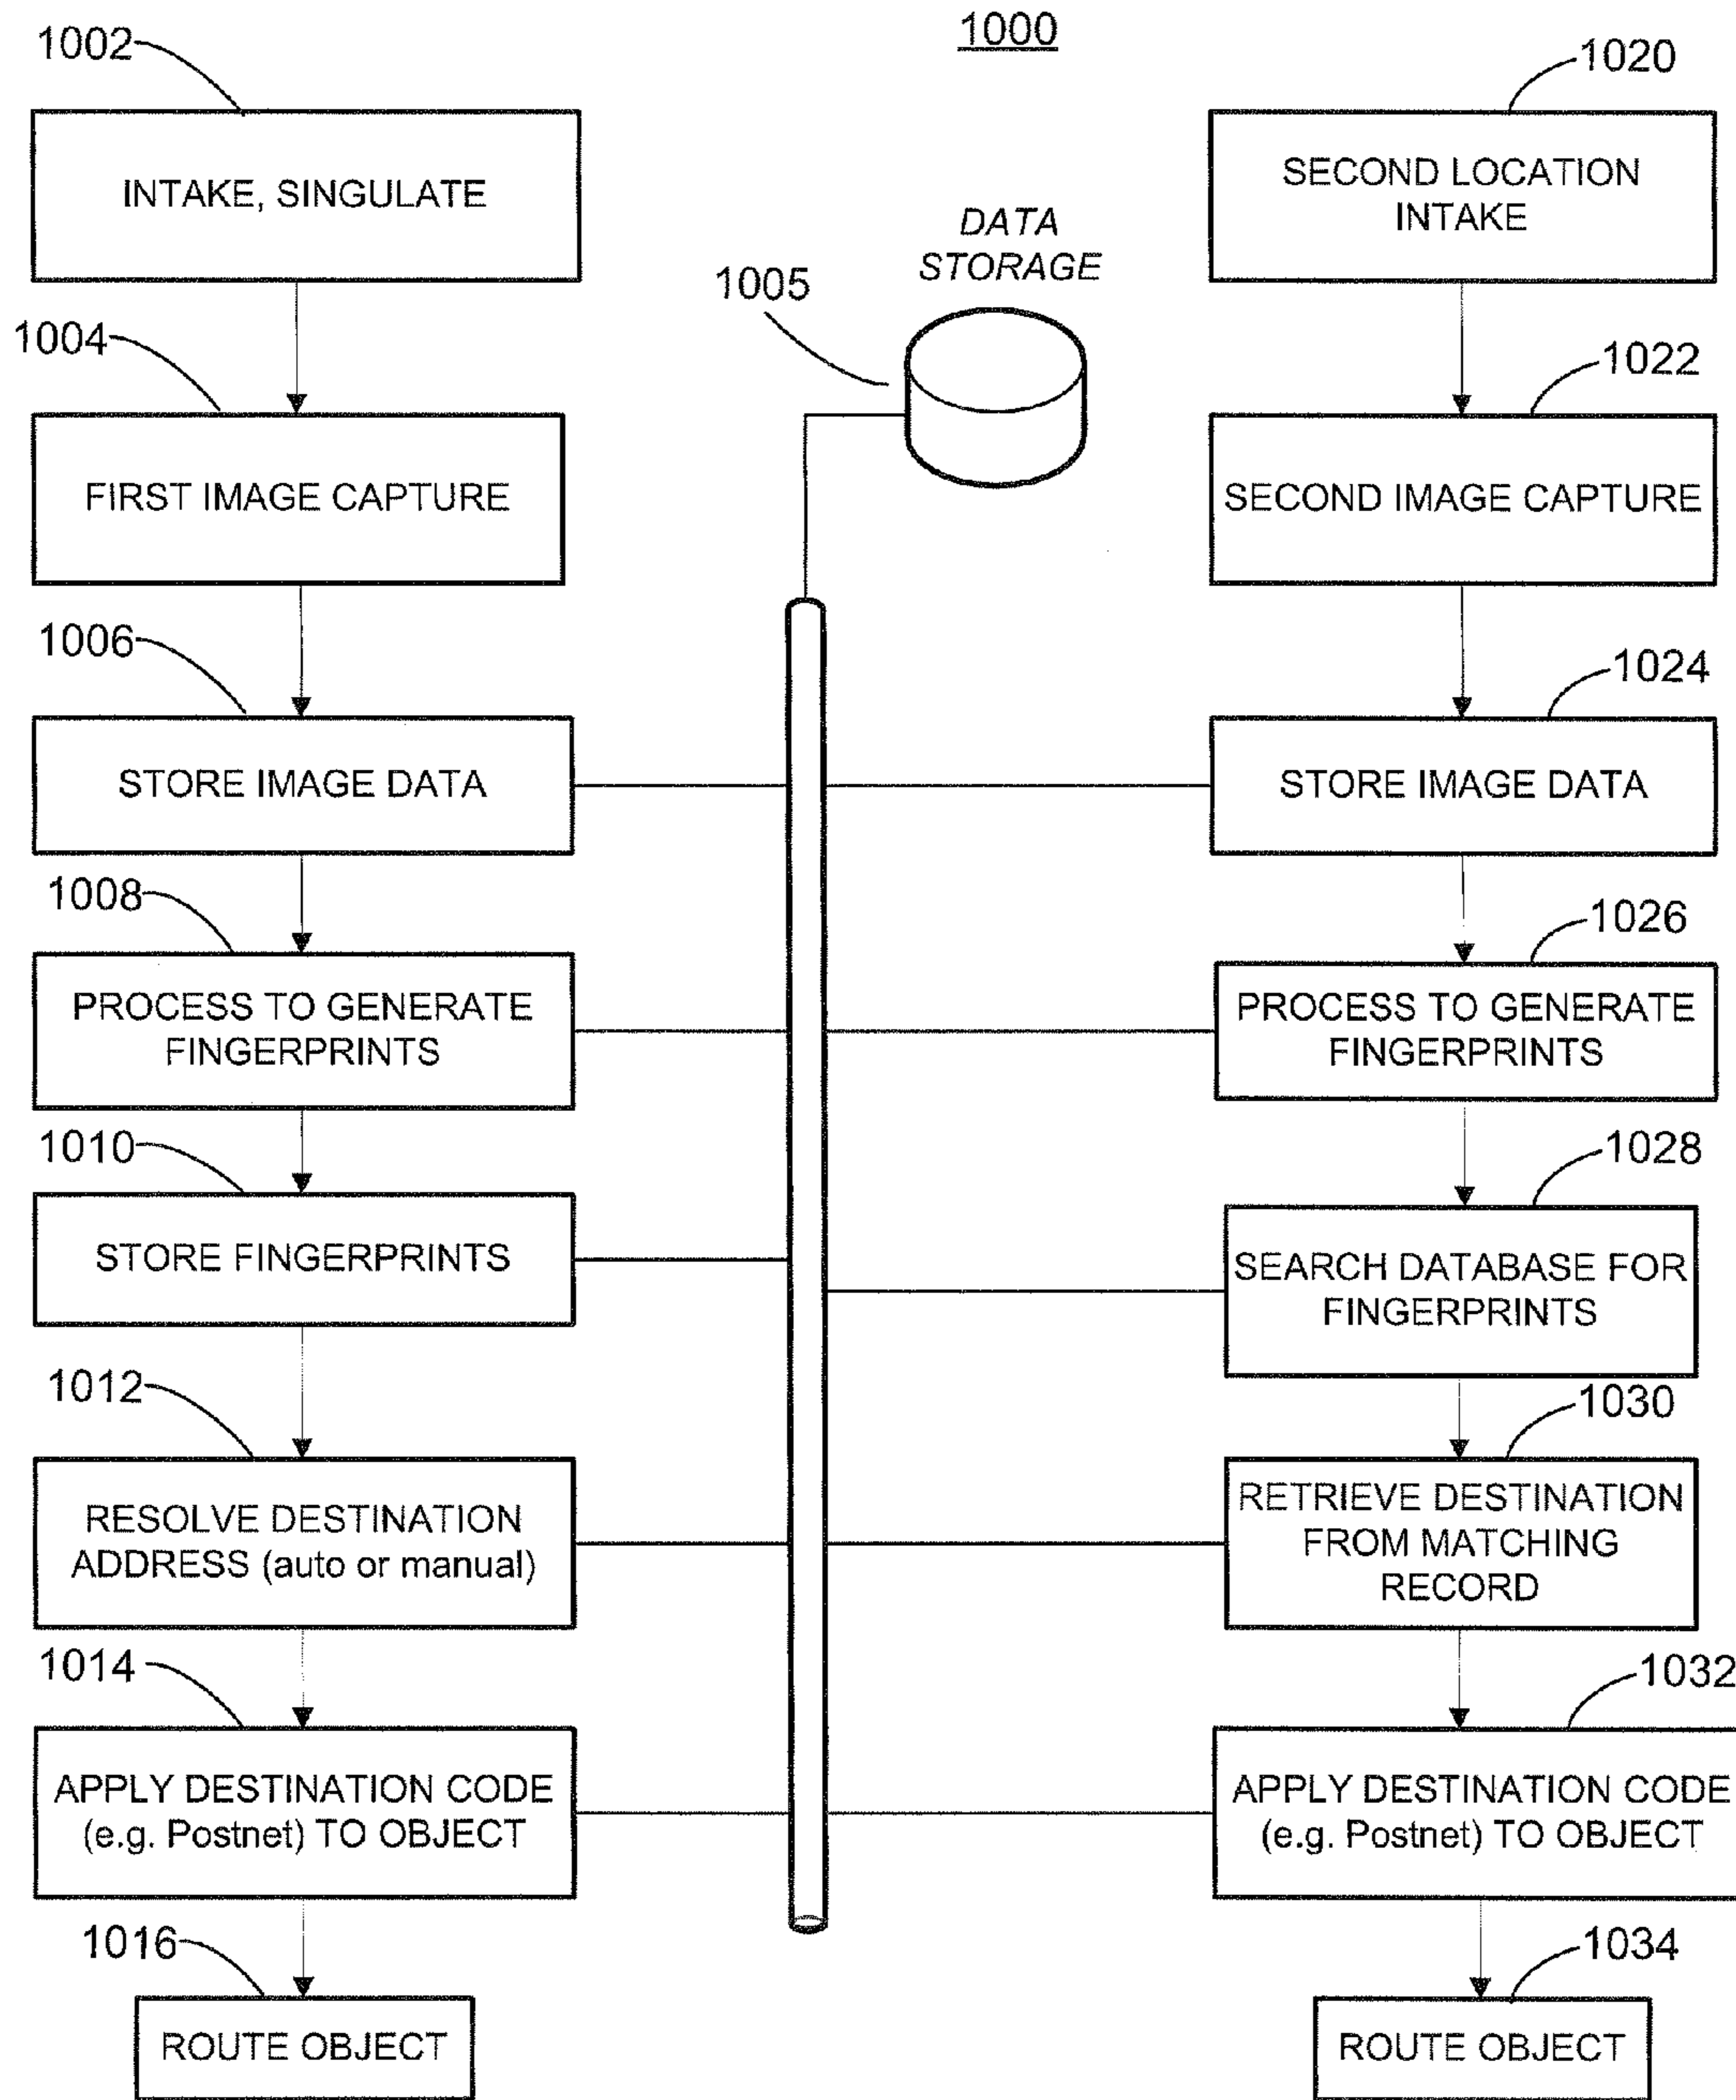 1000
1002
INTAKE, SINGULATE
1004
FIRST IMAGE CAPTURE
1006
STORE IMAGE DATA
1008
PROCESS TO GENERATE
FINGERPRINTS
1010
STORE FINGERPRINTS
1012
RESOLVE DESTINATION
ADDRESS (auto or manual)
1014
APPLY DESTINATION CODE
(e.g. Postnet) TO OBJECT
1016
ROUTE OBJECT
DATA
STORAGE
1005
1020
SECOND LOCATION
INTAKE
1022
SECOND IMAGE CAPTURE
1024
STORE IMAGE DATA
1026
PROCESS TO GENERATE
FINGERPRINTS
1028
SEARCH DATABASE FOR
FINGERPRINTS
1030
RETRIEVE DESTINATION
FROM MATCHING
RECORD
1032
APPLY DESTINATION CODE
(e.g. Postnet) TO OBJECT
1034
ROUTE OBJECT